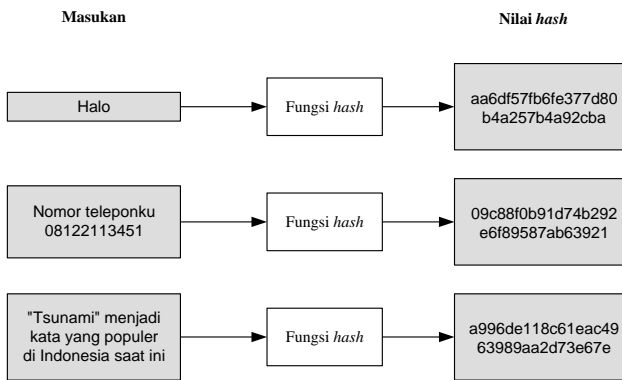 Masukan
Nilai hash
Halo
Fungsi hash
aa6df57fb6fe377d80
b4a257b4a92cba
Nomor teleponku
08122113451
Fungsi hash
09c88f0b91d74b292
e6f89587ab63921
"Tsunami" menjadi
kata yang populer
di Indonesia saat ini
Fungsi hash
a996de118c61eac49
63989aa2d73e67e